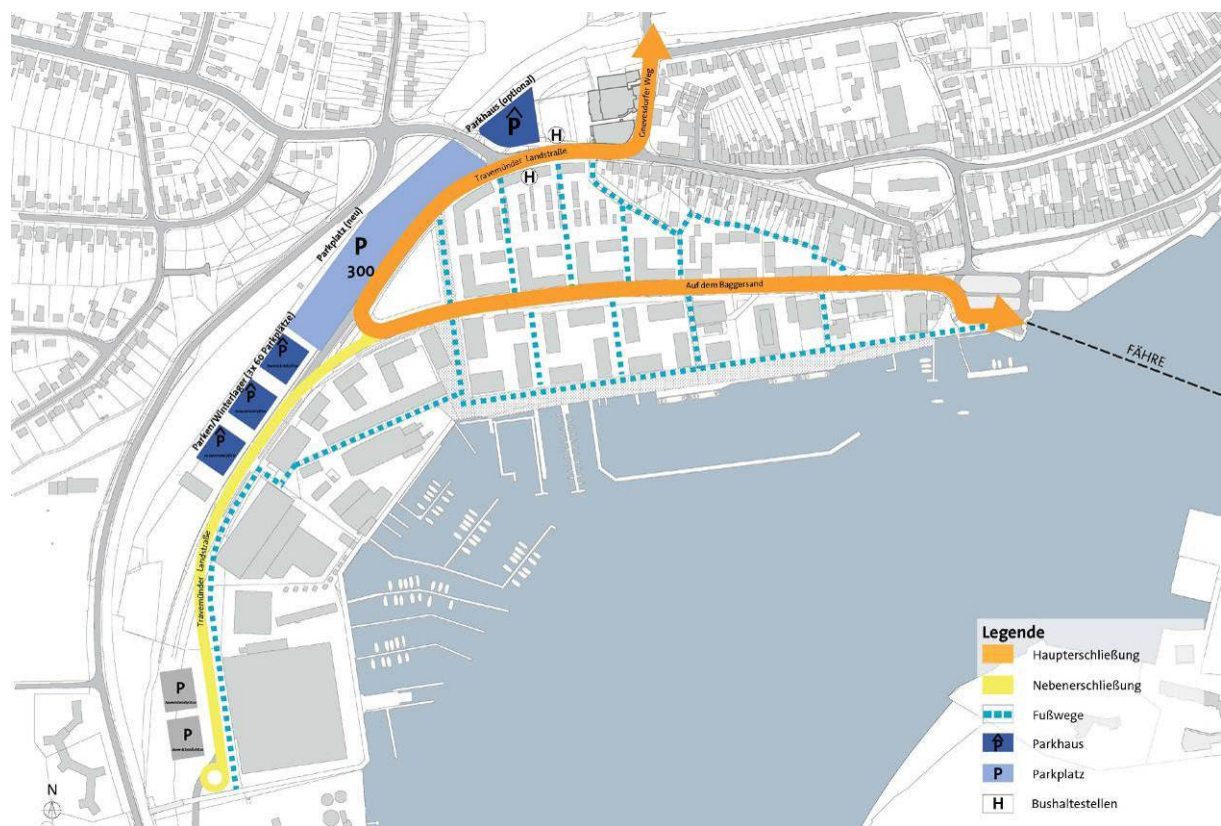 Gnevesdorfer Weg
Parkhaus (optional)
P
H
Travemünder Landstraße
H
Parkplatz (neu)
P
300
Auf dem Baggersand
FÄHRE
Parken/Winterlager (3x 60 Parkplätze)
P
P
P
Travemünder Landstraße
P
P
N
Legende
Haupterschließung
Nebenerschließung
Fußwege
P Parkhaus
P Parkplatz
H Bushaltestellen